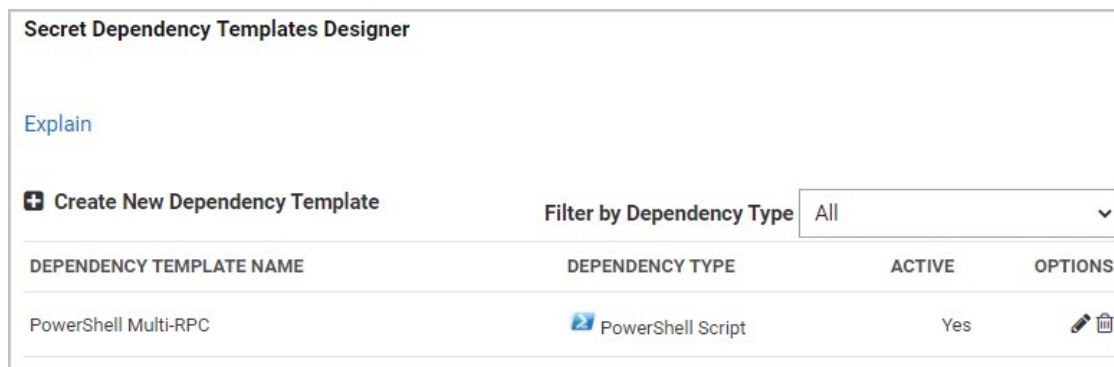 Secret Dependency Templates Designer
Explain
Create New Dependency Template
Filter by Dependency Type All
DEPENDENCY TEMPLATE NAME DEPENDENCY TYPE ACTIVE OPTIONS
PowerShell Multi-RPC PowerShell Script Yes